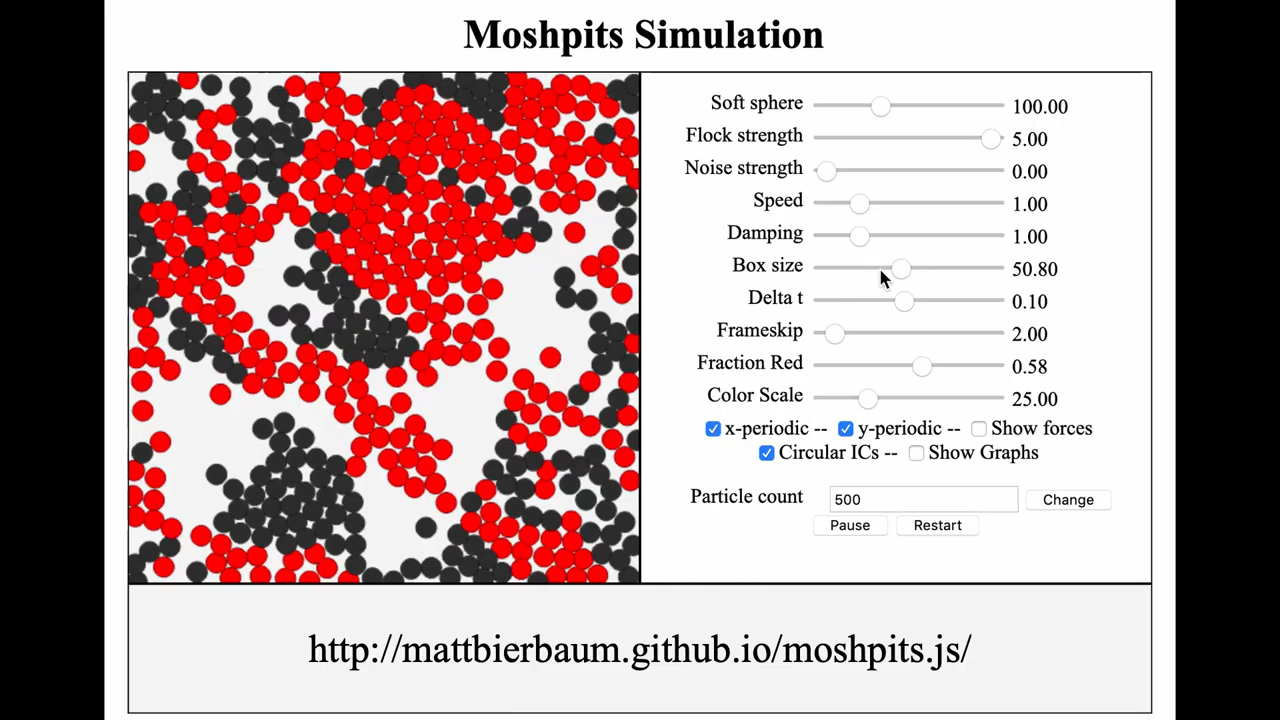 Moshpits Simulation
Soft sphere 100.00
Flock strength 5.00
Noise strength 0.00
Speed 1.00
Damping 1.00
Box size 50.80
Delta t 0.10
Frameskip 2.00
Fraction Red 0.58
Color Scale 25.00
x-periodic -- y-periodic -- Show forces
Circular ICs -- Show Graphs
Particle count 500 Change
Pause Restart
http://mattbierbaum.github.io/moshpits.js/